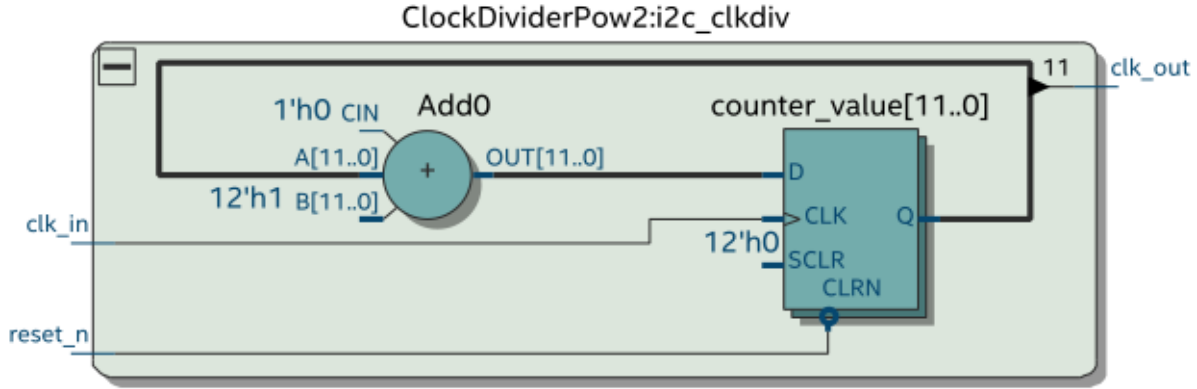 ClockDividerPow2:i2c_clkdiv
11
clk_out
1'h0 CIN
Add0
counter_value[11..0]
A[11..0]
OUT[11..0]
D
12'h1 B[11..0]
clk_in
CLK
Q
12'h0
SCLR
CLRN
reset_n